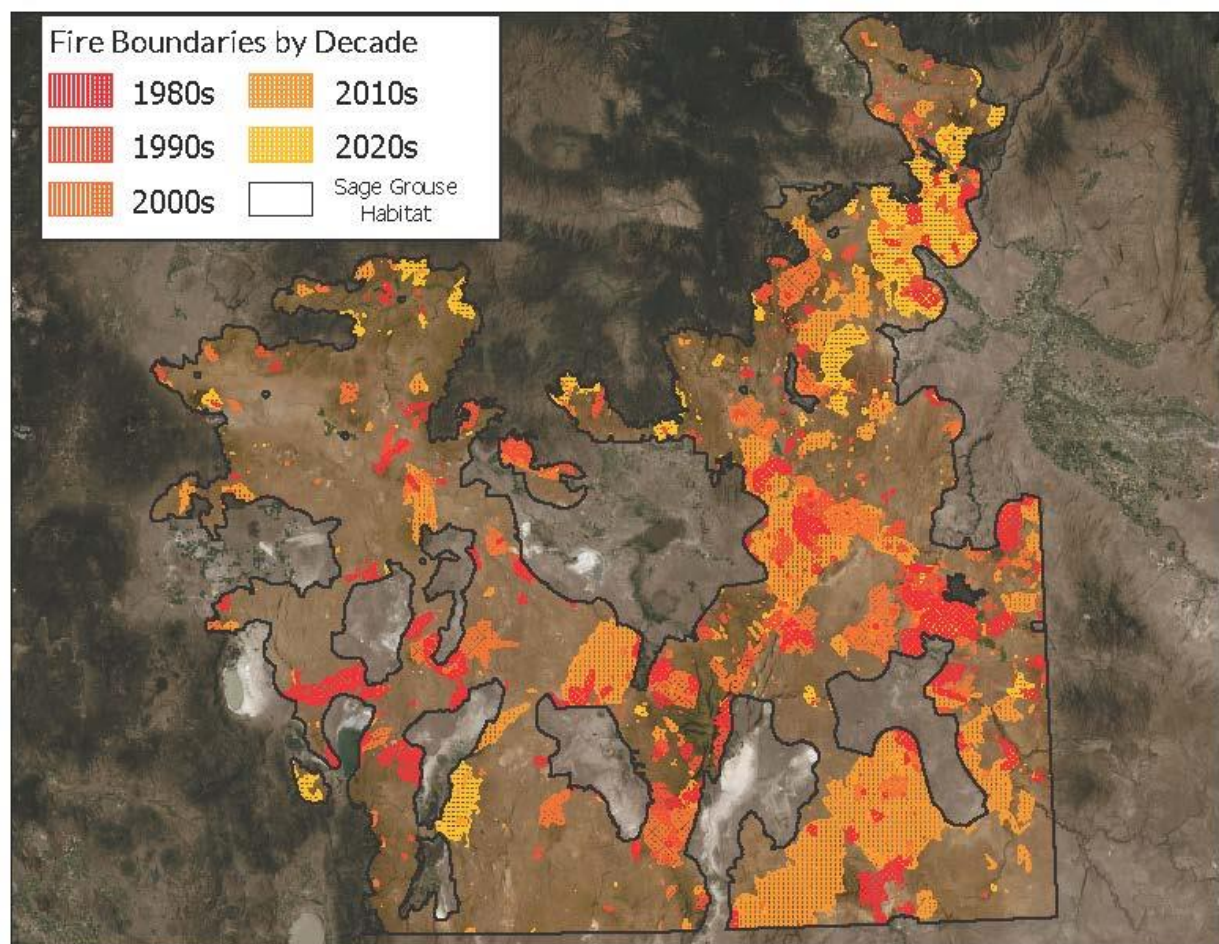 Fire Boundaries by Decade
1980s
1990s
2000s
2010s
2020s
Sage Grouse
Habitat